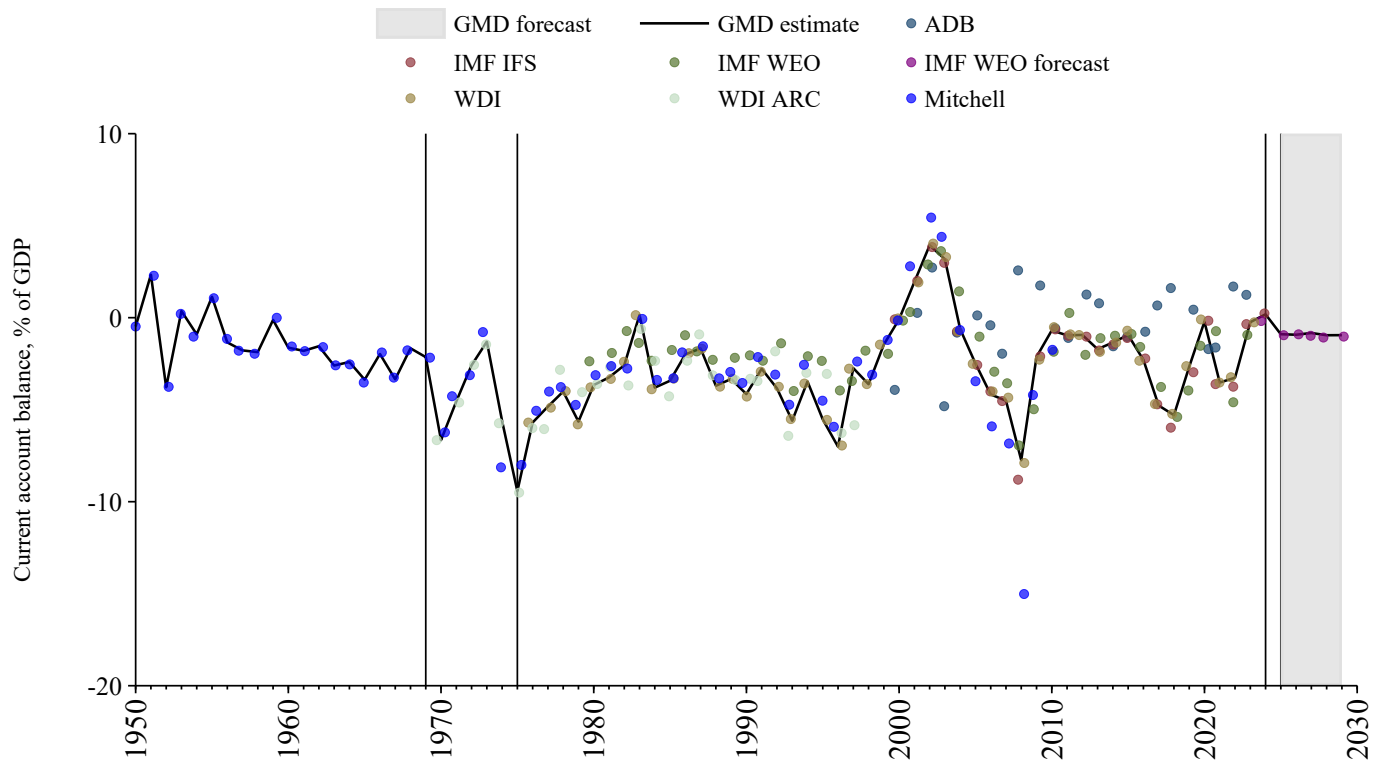 GMD forecast GMD estimate ADB
IMF IFS IMF WEO IMF WEO forecast
WDI WDI ARC Mitchell
Current account balance, % of GDP
10
0
-10
-20
1950 1960 1970 1980 1990 2000 2010 2020 2030